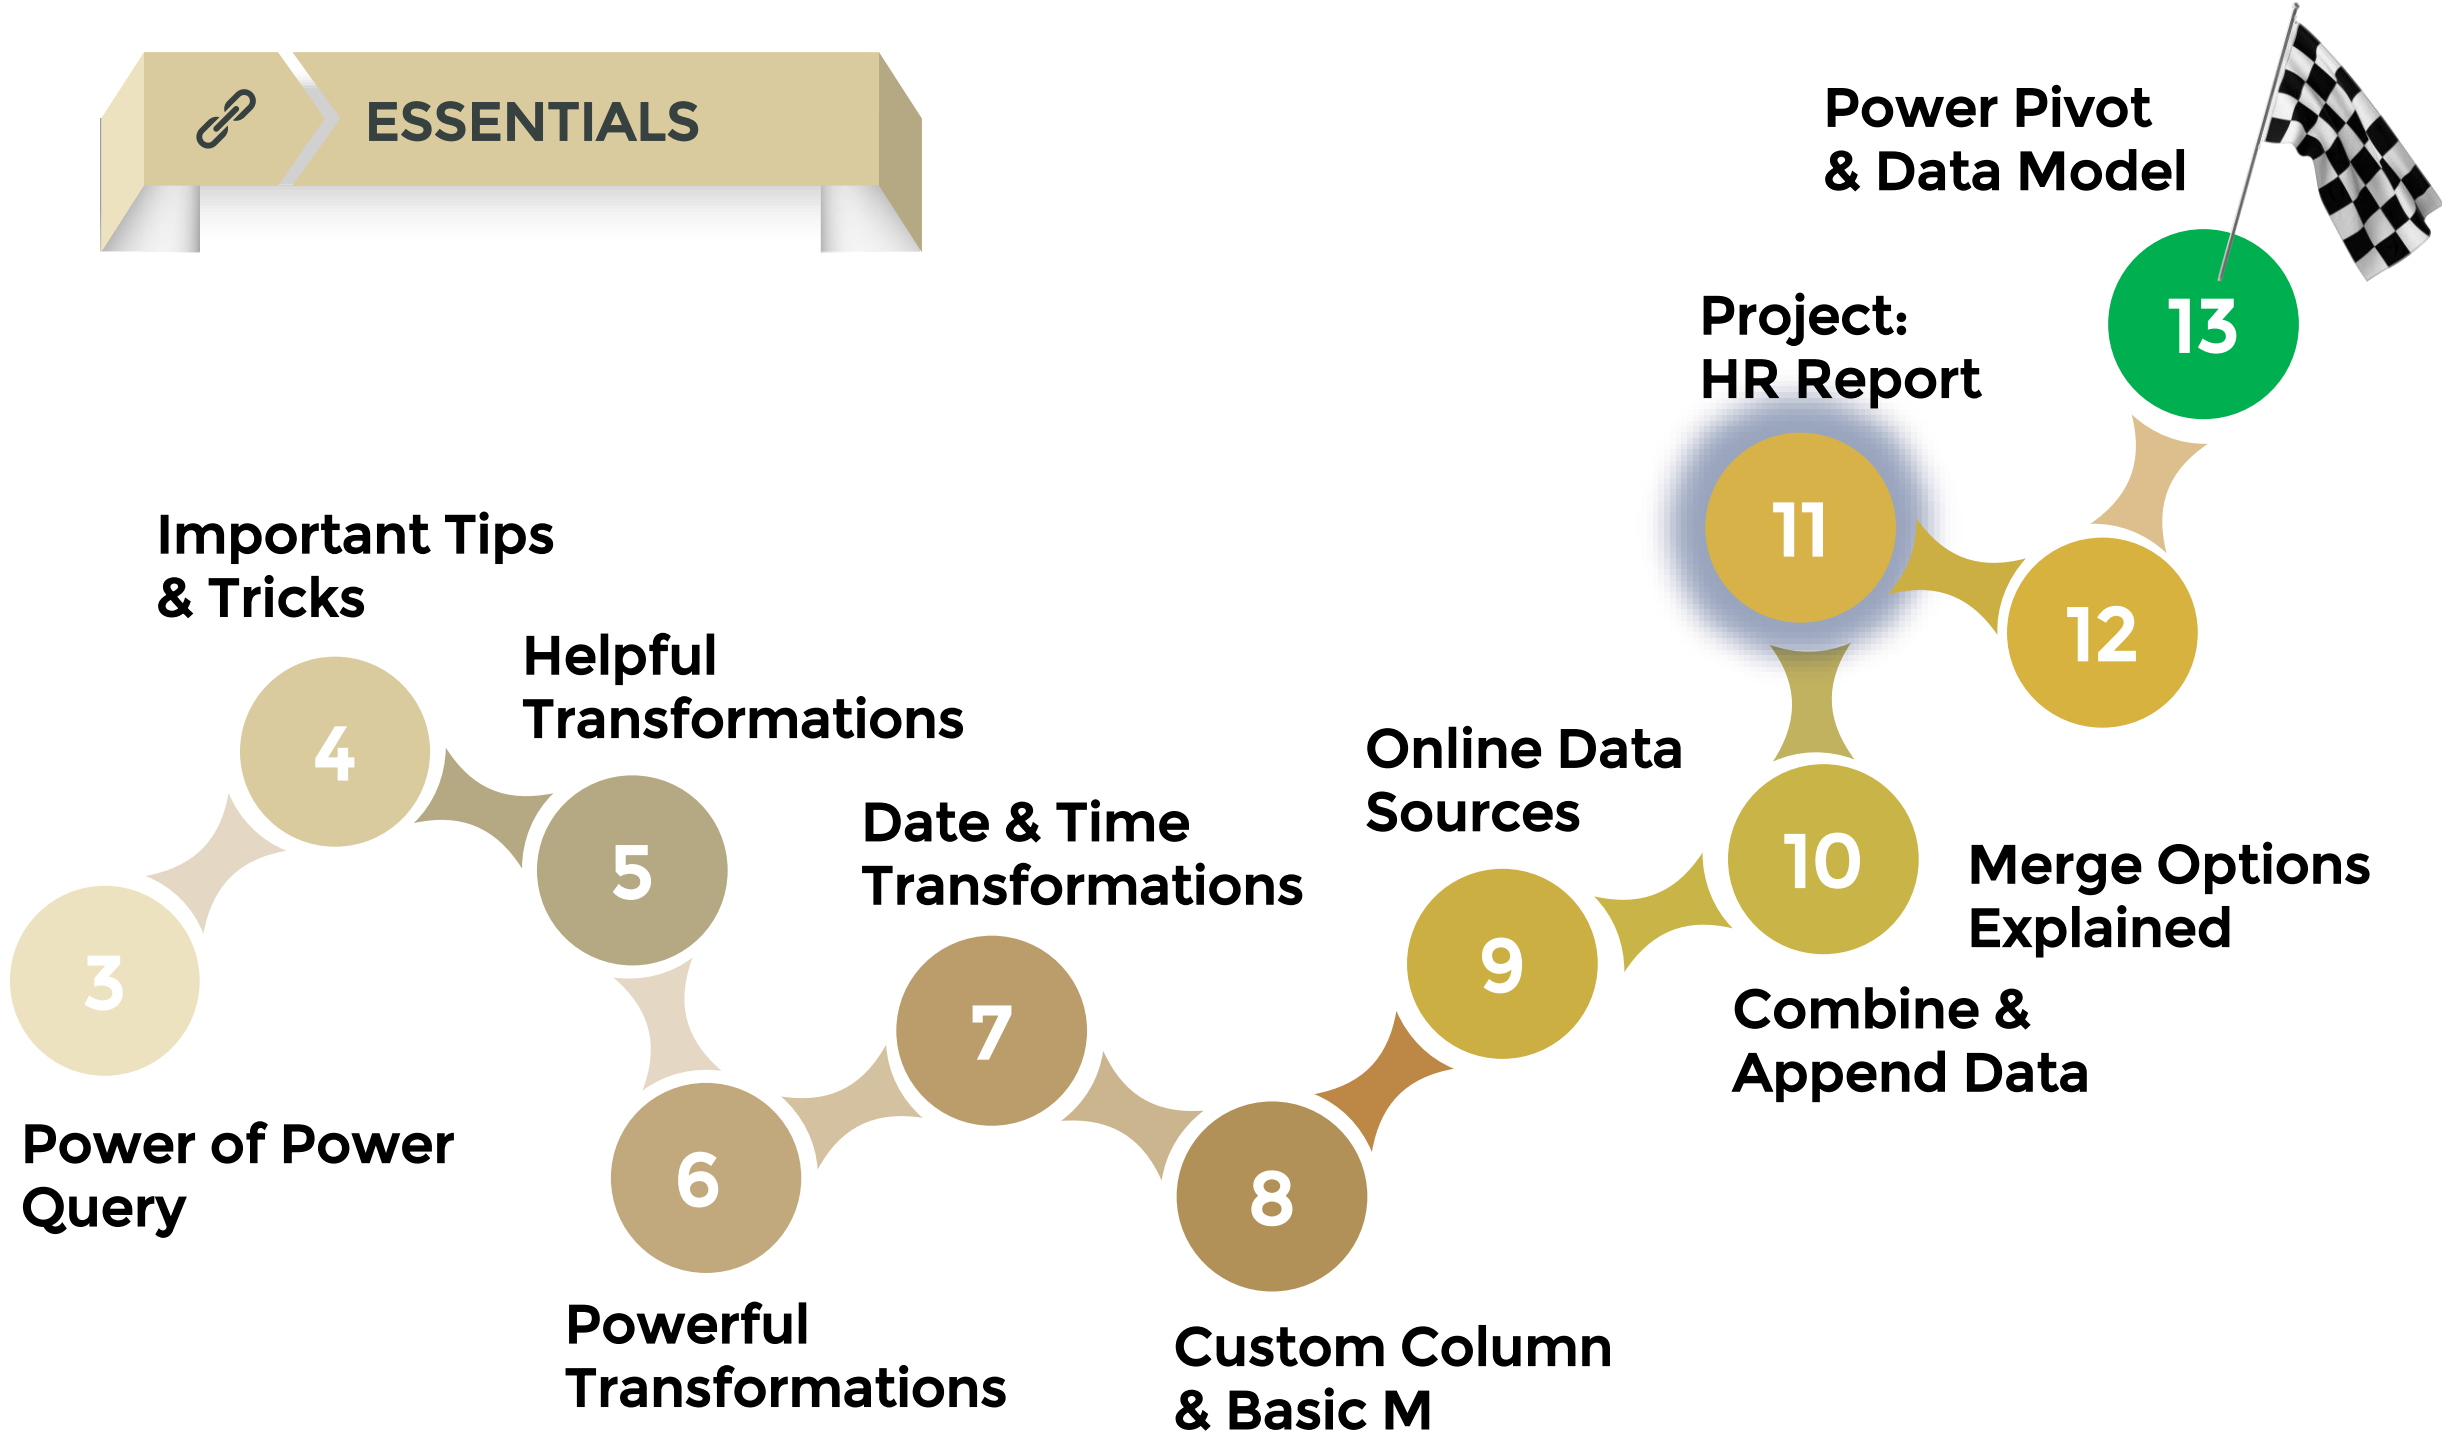 ESSENTIALS
Power Pivot
& Data Model
13
Project:
HR Report
11
12
Important Tips
& Tricks
4
Helpful
Transformations
5
Date & Time
Transformations
7
Online Data
Sources
9
10
Merge Options
Explained
Combine &
Append Data
3
Power of Power
Query
6
Powerful
Transformations
8
Custom Column
& Basic M